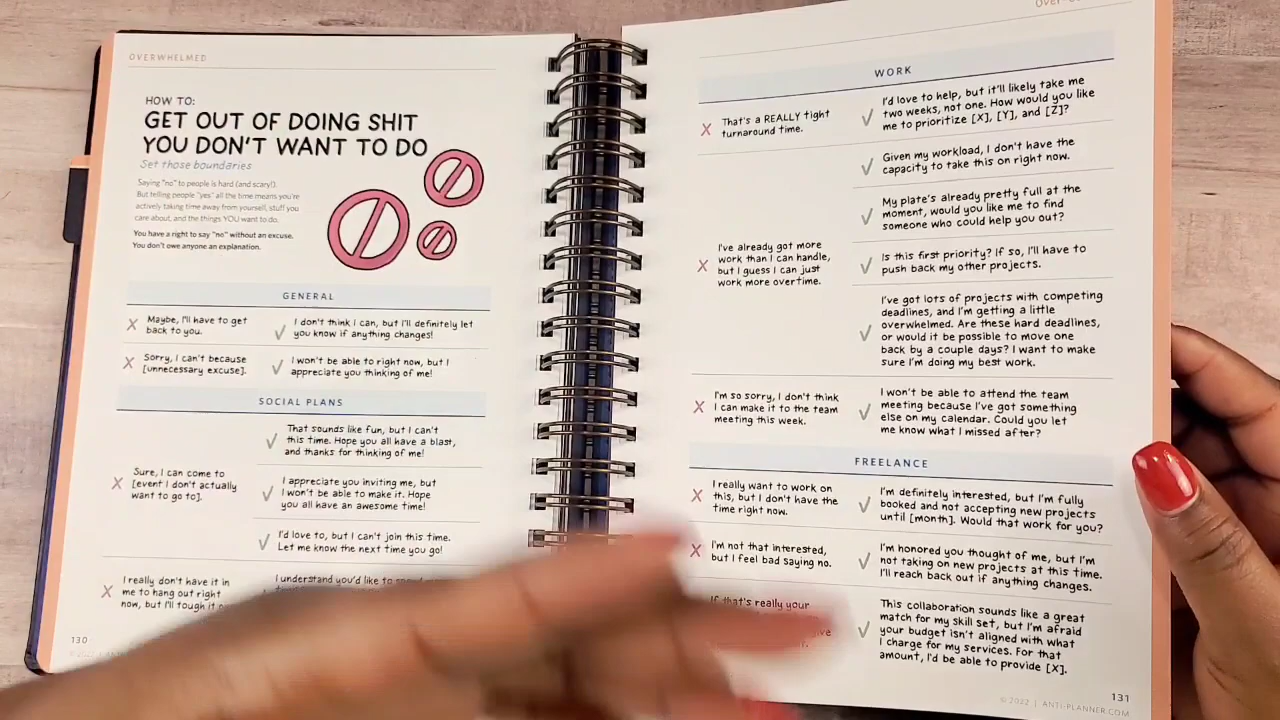 OVERWHELMED
HOW TO:
GET OUT OF DOING SHIT
YOU DON'T WANT TO DO
Set those boundaries
Saying "no" to people is hard (and scary!).
But telling people "yes" all the time means you're
actively taking time away from yourself, stuff you
care about, and the things YOU want to do.
You have a right to say "no" without an excuse.
You don't owe anyone an explanation.
GENERAL
Maybe, I'll have to get
back to you.
I don't think I can, but I'll definitely let
you know if anything changes!
Sorry, I can't because
[unnecessary excuse].
I won't be able to right now, but I
appreciate you thinking of me!
SOCIAL PLANS
Sure, I can come to
[event I don't actually
want to go to].
That sounds like fun, but I can't
this time. Hope you all have a blast,
and thanks for thinking of me!
I appreciate you inviting me, but
I won't be able to make it. Hope
you all have an awesome time!
I'd love to, but I can't join this time.
Let me know the next time you go!
I really don't have it in
me to hang out right
now, but I'll tough it
I understand you'd like to
130
© 2022
WORK
That's a REALLY tight
turnaround time.
I'd love to help, but it'll likely take me
two weeks, not one. How would you like
me to prioritize [X], [Y], and [Z]?
I've already got more
work than I can handle,
but I guess I can just
work more overtime.
Given my workload, I don't have the
capacity to take this on right now.
My plate's already pretty full at the
moment, would you like me to find
someone who could help you out?
Is this first priority? If so, I'll have to
push back my other projects.
I've got lots of projects with competing
deadlines, and I'm getting a little
overwhelmed. Are these hard deadlines,
or would it be possible to move one
back by a couple days? I want to make
sure I'm doing my best work.
I'm so sorry, I don't think
I can make it to the team
meeting this week.
I won't be able to attend the team
meeting because I've got something
else on my calendar. Could you let
me know what I missed after?
FREELANCE
I really want to work on
this, but I don't have the
time right now.
I'm definitely interested, but I'm fully
booked and not accepting new projects
until [month]. Would that work for you?
I'm not that interested,
but I feel bad saying no.
I'm honored you thought of me, but I'm
not taking on new projects at this time.
I'll reach back out if anything changes.
If that's really your
This collaboration sounds like a great
match for my skill set, but I'm afraid
your budget isn't aligned with what
I charge for my services. For that
amount, I'd be able to provide [X].
131
© 2022 | ANTI-PLANNER.COM